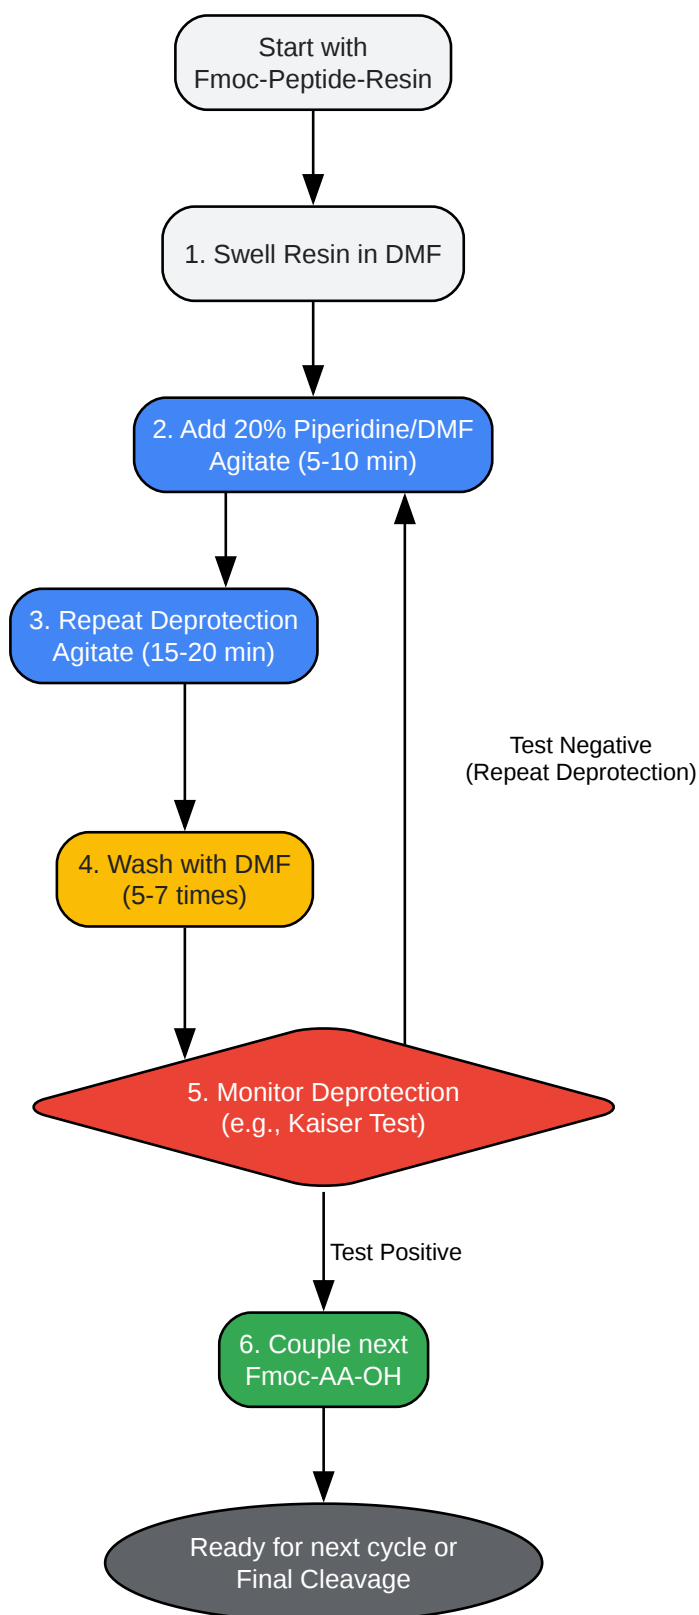 Start with
Fmoc-Peptide-Resin
1. Swell Resin in DMF
2. Add 20% Piperidine/DMF
Agitate (5-10 min)
3. Repeat Deprotection
Agitate (15-20 min)
Test Negative
(Repeat Deprotection)
4. Wash with DMF
(5-7 times)
5. Monitor Deprotection
(e.g., Kaiser Test)
Test Positive
6. Couple next
Fmoc-AA-OH
Ready for next cycle or
Final Cleavage